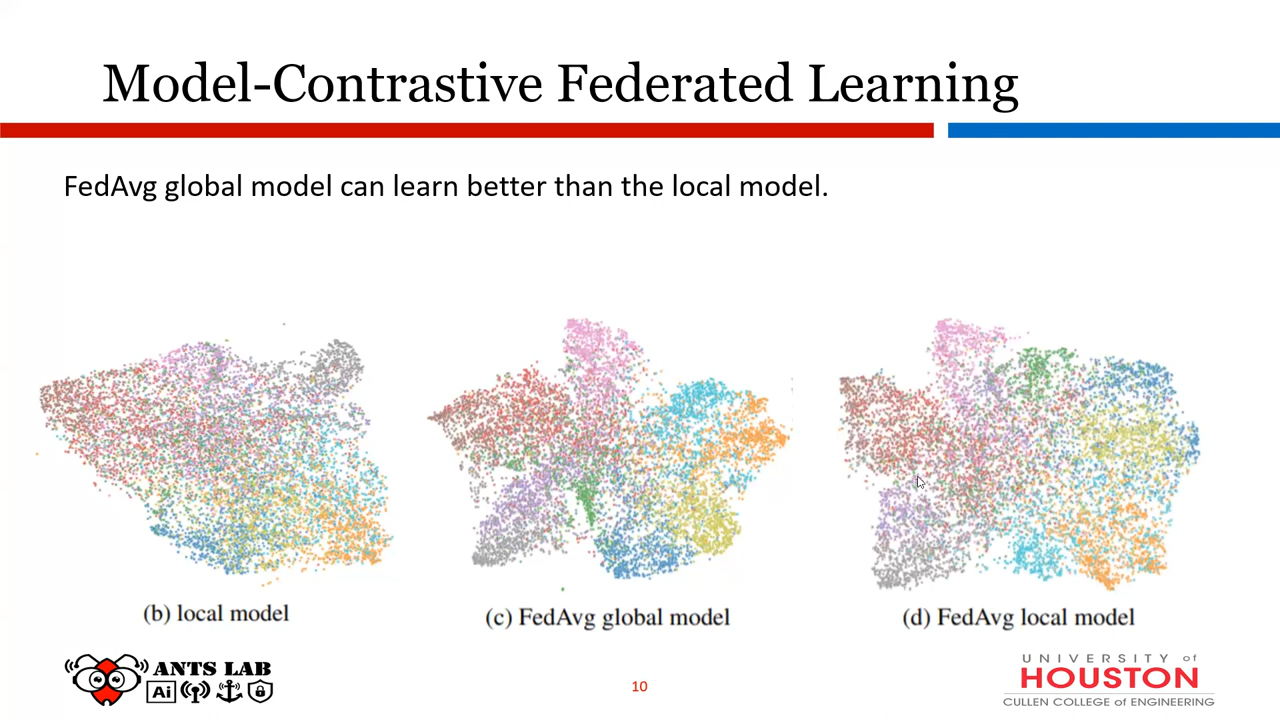 Model-Contrastive Federated Learning
FedAvg global model can learn better than the local model.
(b) local model
(c) FedAvg global model
(d) FedAvg local model
ANTS LAB
Ai
10
UNIVERSITY of
HOUSTON
CULLEN COLLEGE of ENGINEERING